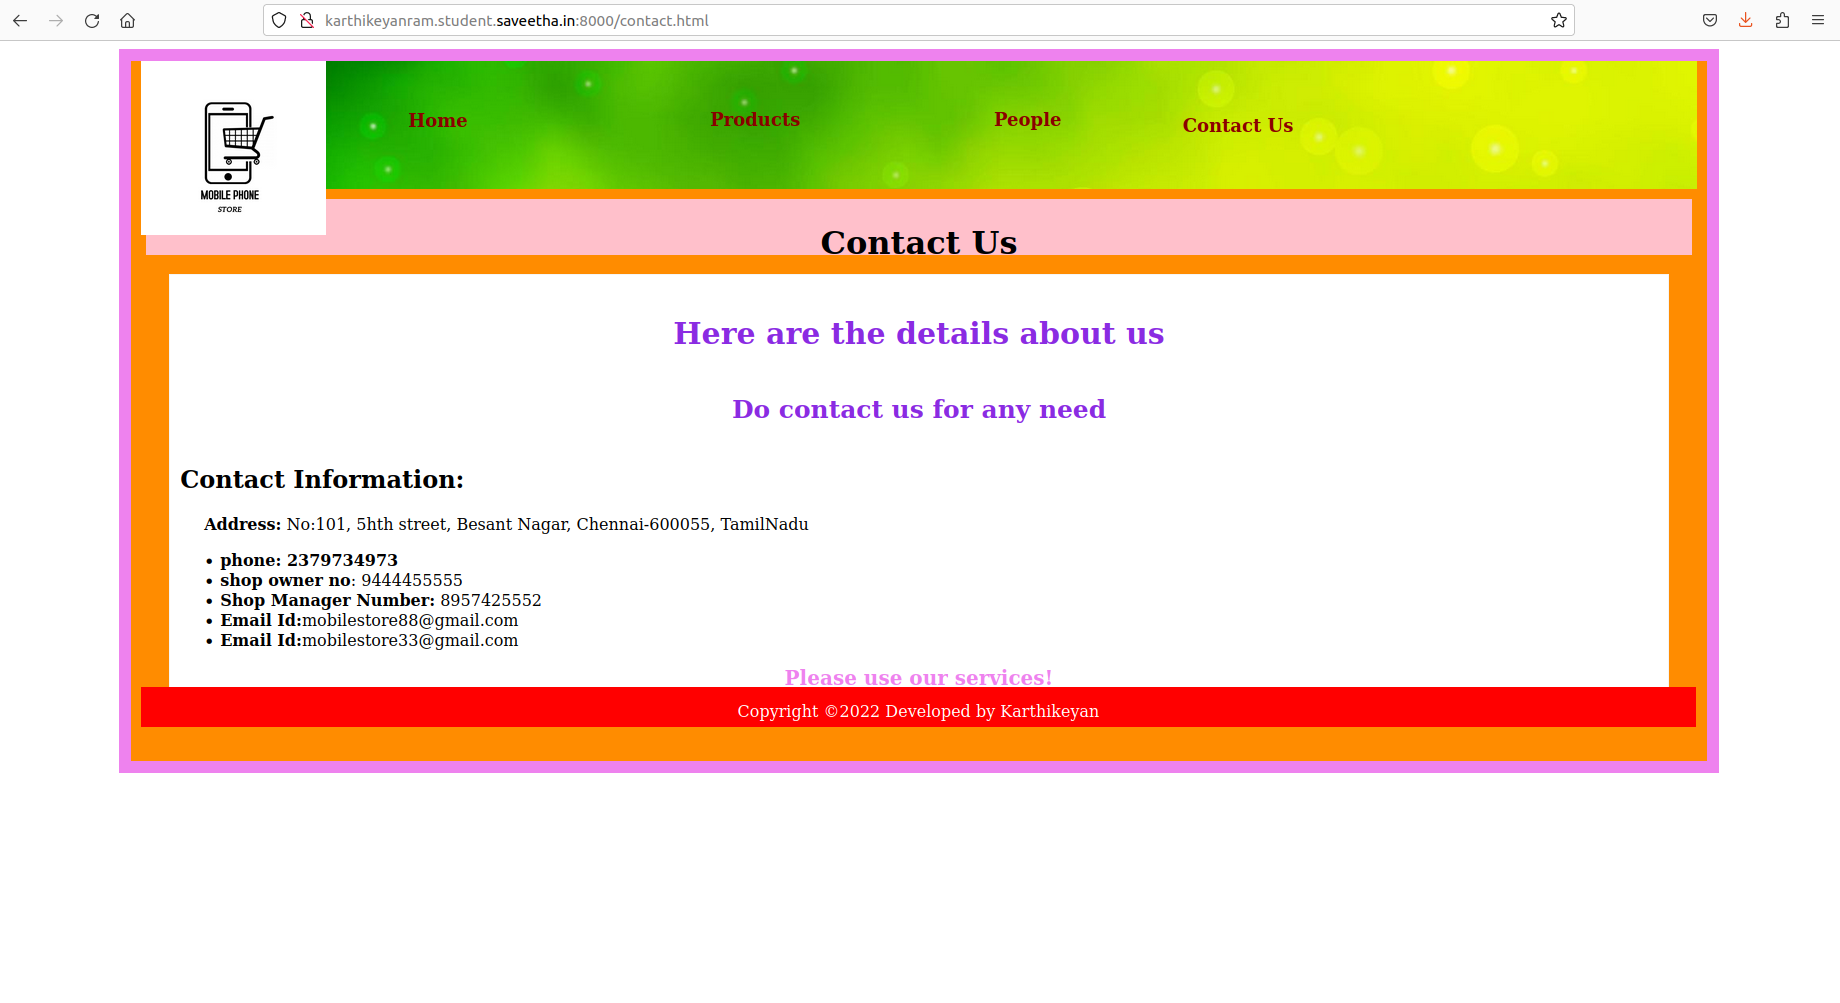 karthikeyanram.student.saveetha.in:8000/contact.html
MOBILE PHONE
STORE
Home Products People Contact Us
Contact Us
Here are the details about us
Do contact us for any need
Contact Information:
Address: No:101, 5hth street, Besant Nagar, Chennai-600055, TamilNadu
• phone: 2379734973
• shop owner no: 9444455555
• Shop Manager Number: 8957425552
• Email Id:mobilestore88@gmail.com
• Email Id:mobilestore33@gmail.com
Please use our services!
Copyright ©2022 Developed by Karthikeyan